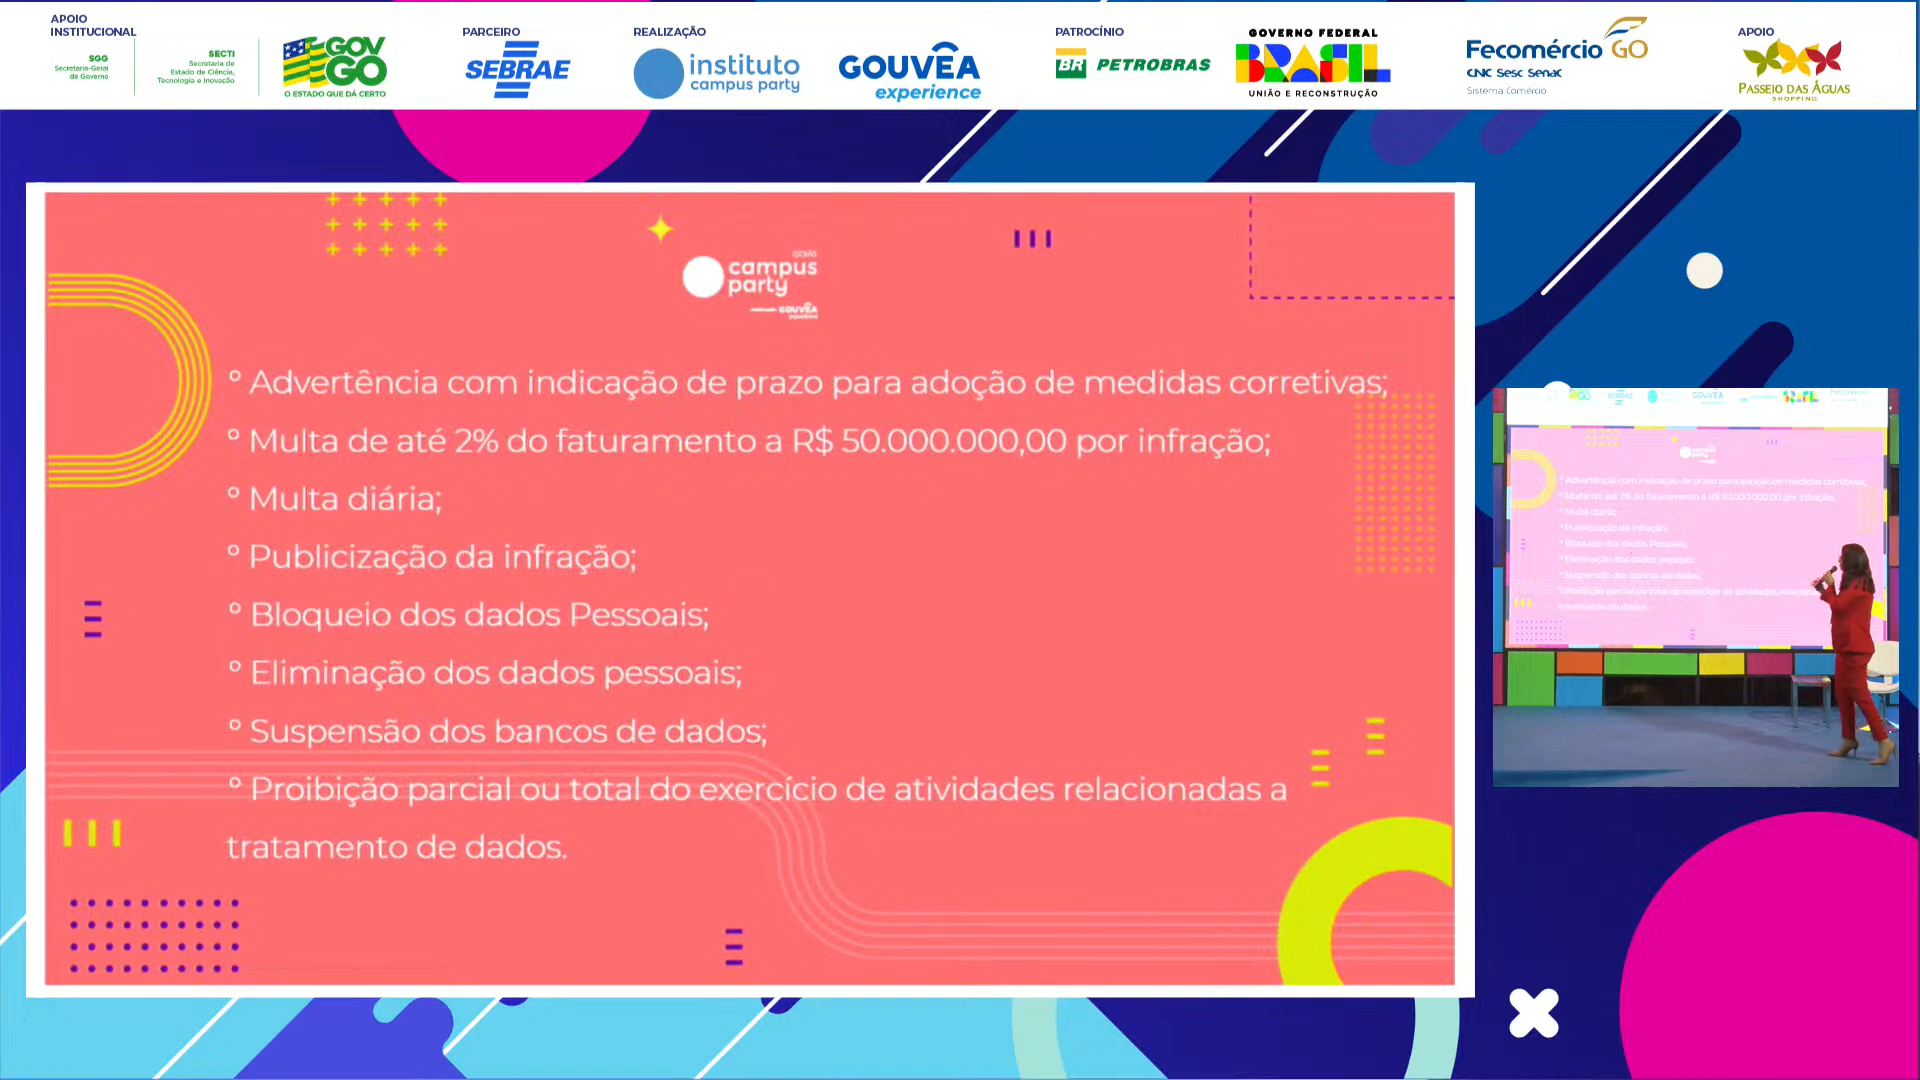 APOIO
INSTITUCIONAL
SGG
Secretaria-Geral
de Governo
SECTI
Secretaria de
Estado de Ciência,
Tecnologia e Inovação
GOV
GO
O ESTADO QUE DÁ CERTO
PARCEIRO
SEBRAE
REALIZAÇÃO
instituto
campus party
GOUVÊA
experience
PATROCÍNIO
BR PETROBRAS
GOVERNO FEDERAL
BRASIL
UNIÃO E RECONSTRUÇÃO
Fecomércio GO
CNC Sesc Senac
Sistema Comércio
APOIO
PASSEIO DAS ÁGUAS
SHOPPING
GOIÁS
campus
party
GOUVÊA
° Advertência com indicação de prazo para adoção de medidas corretivas;
° Multa de até 2% do faturamento a R$ 50.000.000,00 por infração;
° Multa diária;
° Publicização da infração;
° Bloqueio dos dados Pessoais;
° Eliminação dos dados pessoais;
° Suspensão dos bancos de dados;
° Proibição parcial ou total do exercício de atividades relacionadas a
tratamento de dados.